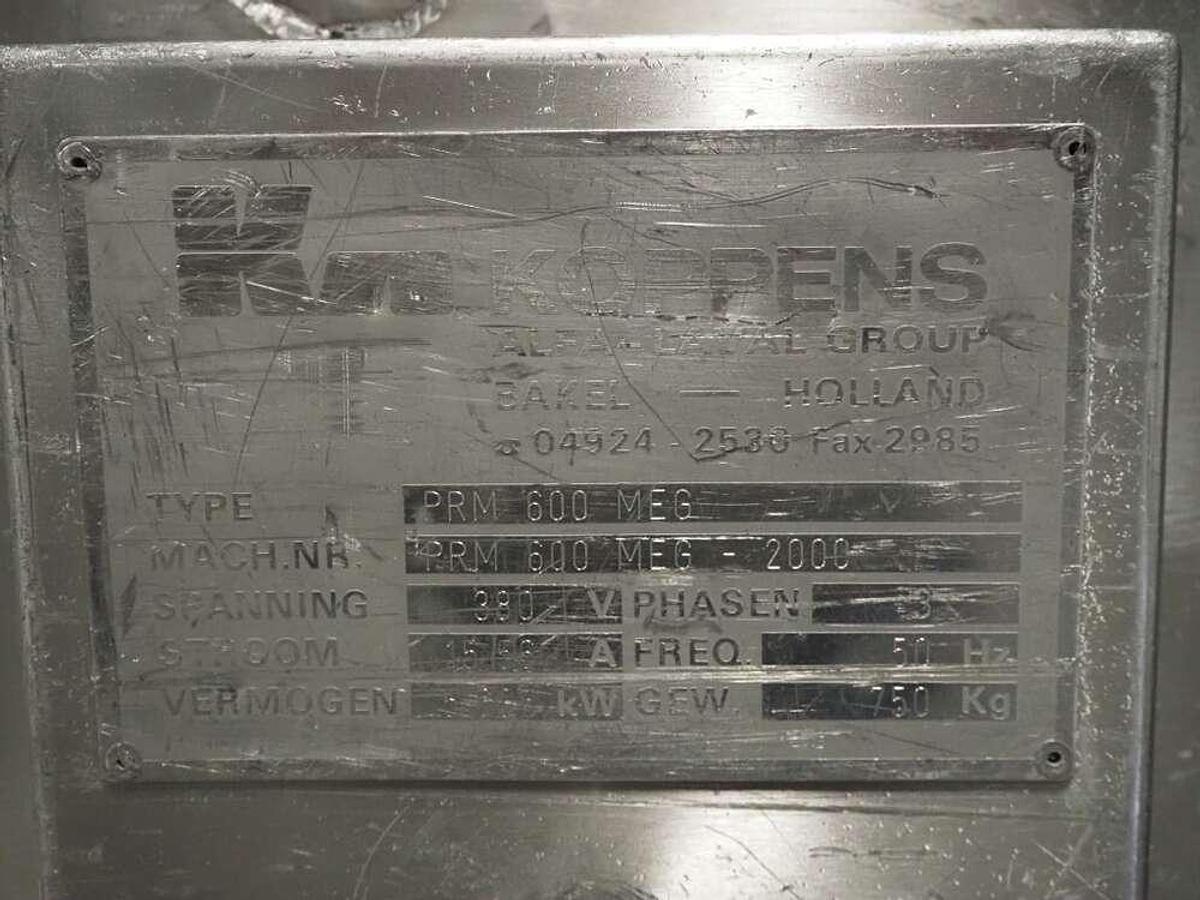 KOPPENS
ALFA-LAVAL GROUP
BAKEL — HOLLAND
☎ 04924 - 2530 Fax 2985
TYPE PRM 600 MEG
MACH.NR. PRM 600 MEG - 2000
SPANNING 380 V PHASEN 3
STROOM A FREQ. 50 Hz
VERMOGEN kW GEW. 750 Kg